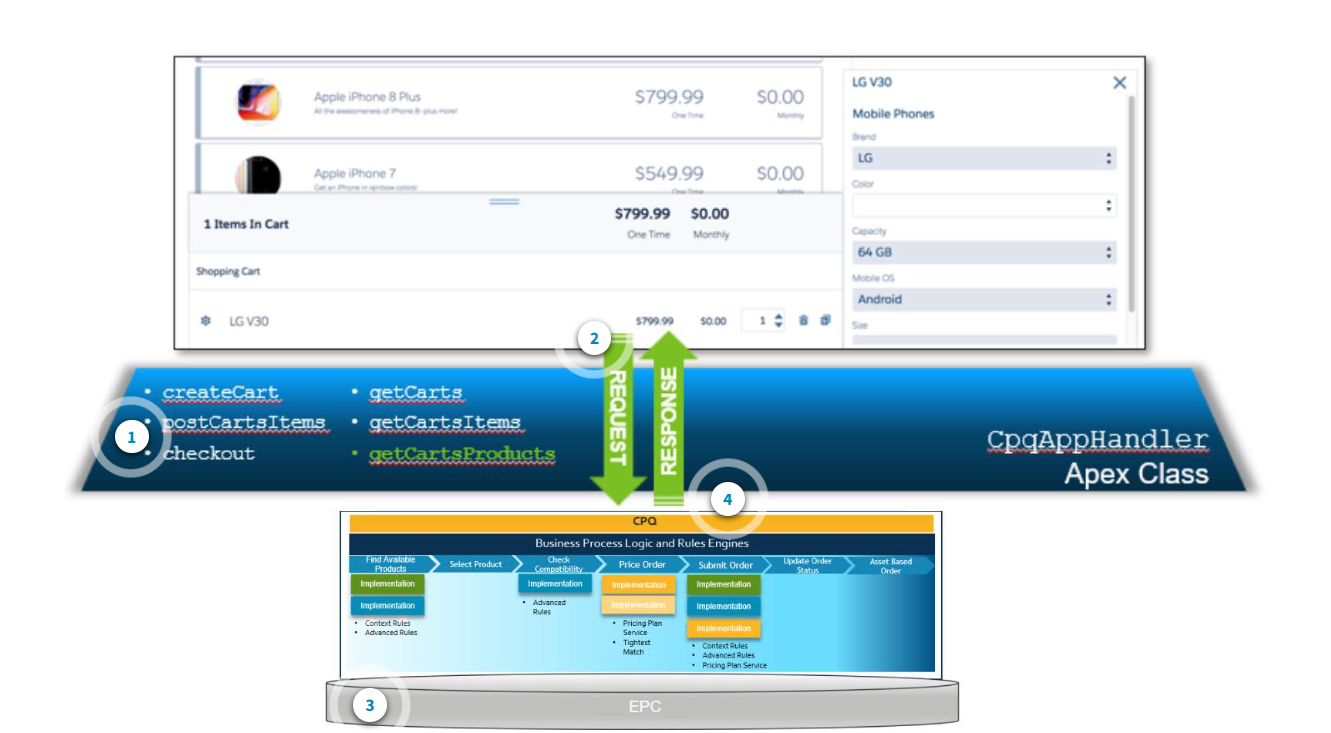 Apple iPhone 8 Plus
All the awesomeness of iPhone 8-plus more!
$799.99
One Time
$0.00
Monthly
Apple iPhone 7
Get an iPhone in rainbow colors!
$549.99
One Time
$0.00
Monthly
1 Items In Cart
$799.99
One Time
$0.00
Monthly
Shopping Cart
LG V30
$799.99
$0.00
1
LG V30
Mobile Phones
Brand
LG
Color
Capacity
64 GB
Mobile OS
Android
Size
2
1
• createCart
• postCartsItems
• checkout
• getCarts
• getCartsItems
• getCartsProducts
REQUEST
RESPONSE
CpqAppHandler
Apex Class
4
CPQ
Business Process Logic and Rules Engines
Find Available
Products
Select Product
Check
Compatibility
Price Order
Submit Order
Update Order
Status
Asset Based
Order
Implementation
Implementation
• Context Rules
• Advanced Rules
Implementation
• Advanced
Rules
Implementation
Implementation
• Pricing Plan
Service
• Tightest
Match
Implementation
Implementation
Implementation
• Context Rules
• Advanced Rules
• Pricing Plan Service
3
EPC